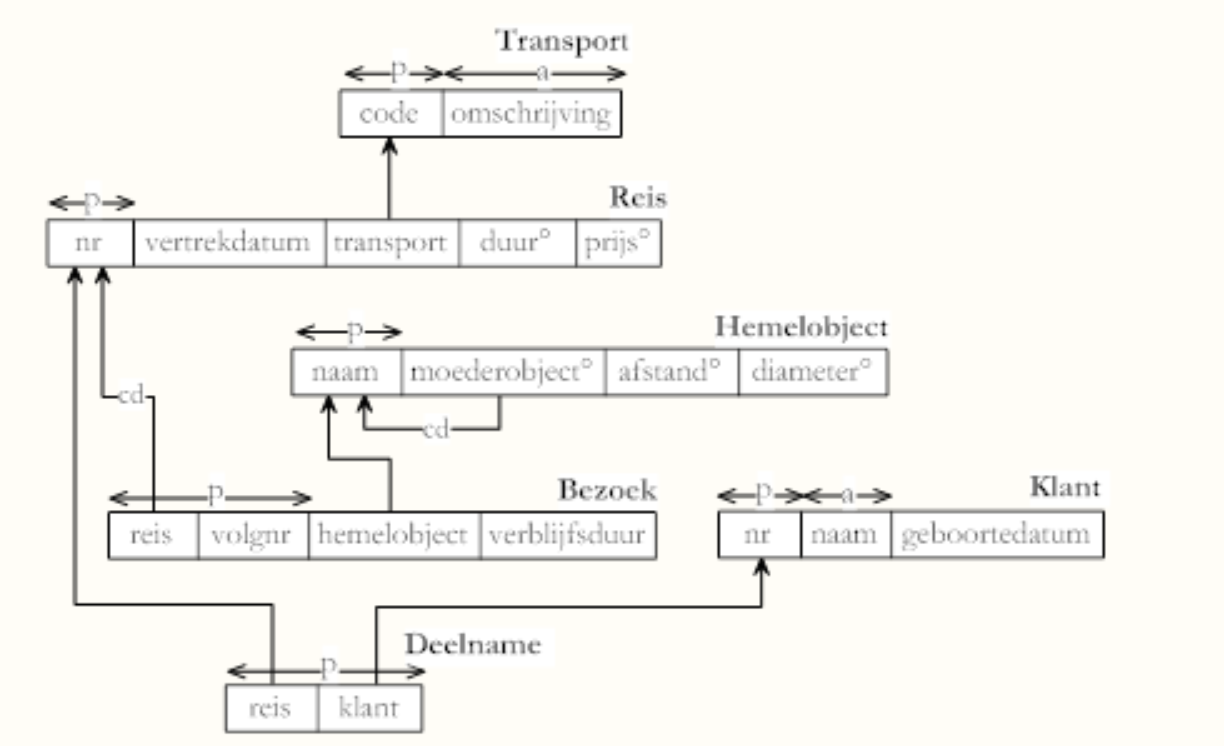 Transport
p a
code omschrijving
Reis
p
nr vertrekdatum transport duur° prijs°
Hemelobject
p
naam moederobject° afstand° diameter°
cd
cd
Bezoek
p
reis volgnr hemelobject verblijfsduur
Klant
p a
nr naam geboortedatum
Deelname
p
reis klant